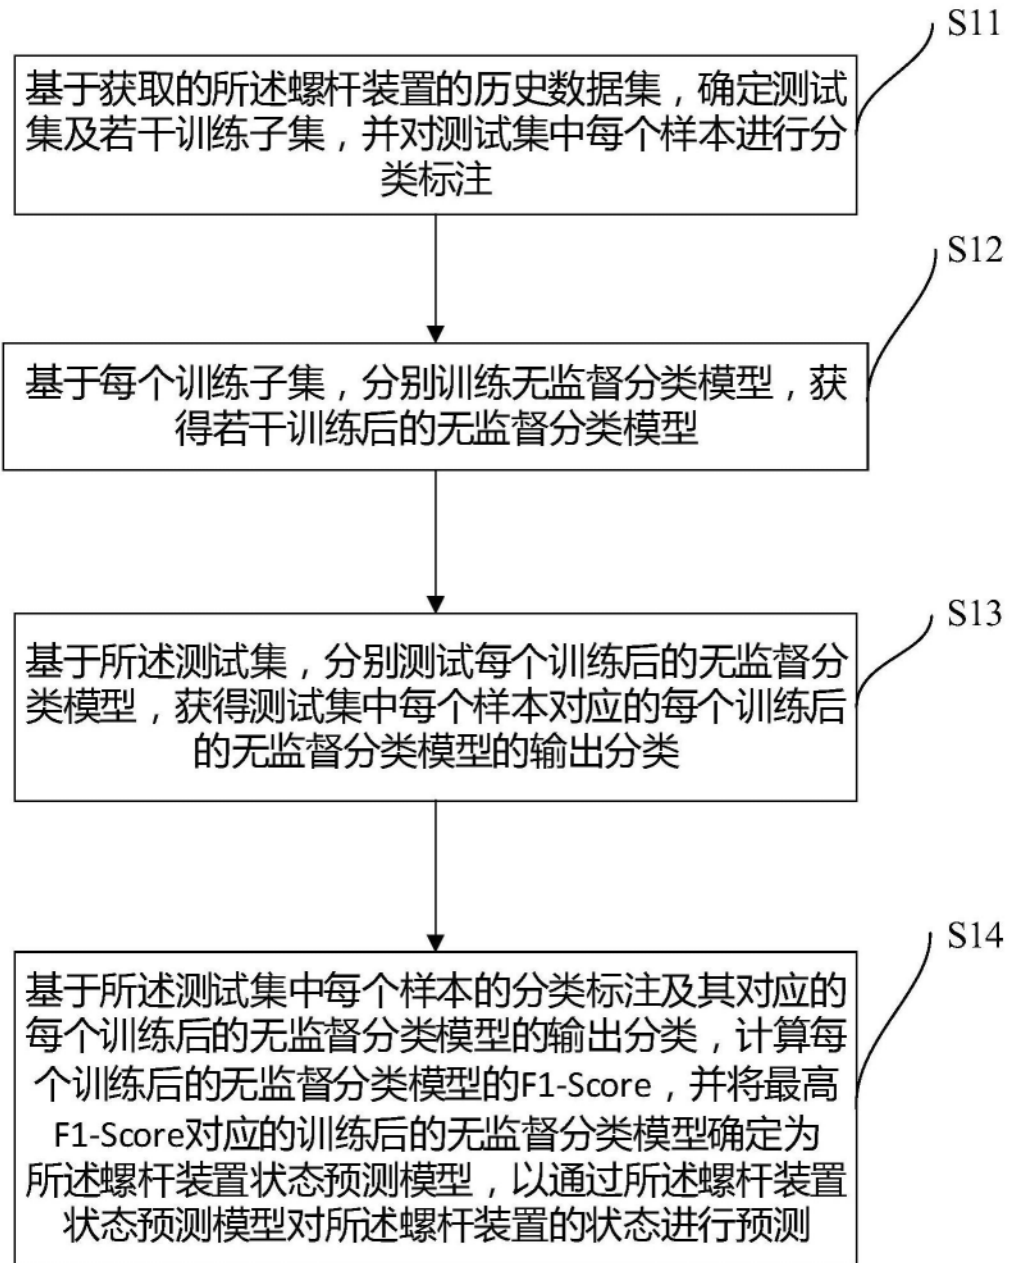 S11
基于获取的所述螺杆装置的历史数据集，确定测试
集及若干训练子集，并对测试集中每个样本进行分
类标注
S12
基于每个训练子集，分别训练无监督分类模型，获
得若干训练后的无监督分类模型
S13
基于所述测试集，分别测试每个训练后的无监督分
类模型，获得测试集中每个样本对应的每个训练后
的无监督分类模型的输出分类
S14
基于所述测试集中每个样本的分类标注及其对应的
每个训练后的无监督分类模型的输出分类，计算每
个训练后的无监督分类模型的F1-Score，并将最高
F1-Score对应的训练后的无监督分类模型确定为
所述螺杆装置状态预测模型，以通过所述螺杆装置
状态预测模型对所述螺杆装置的状态进行预测